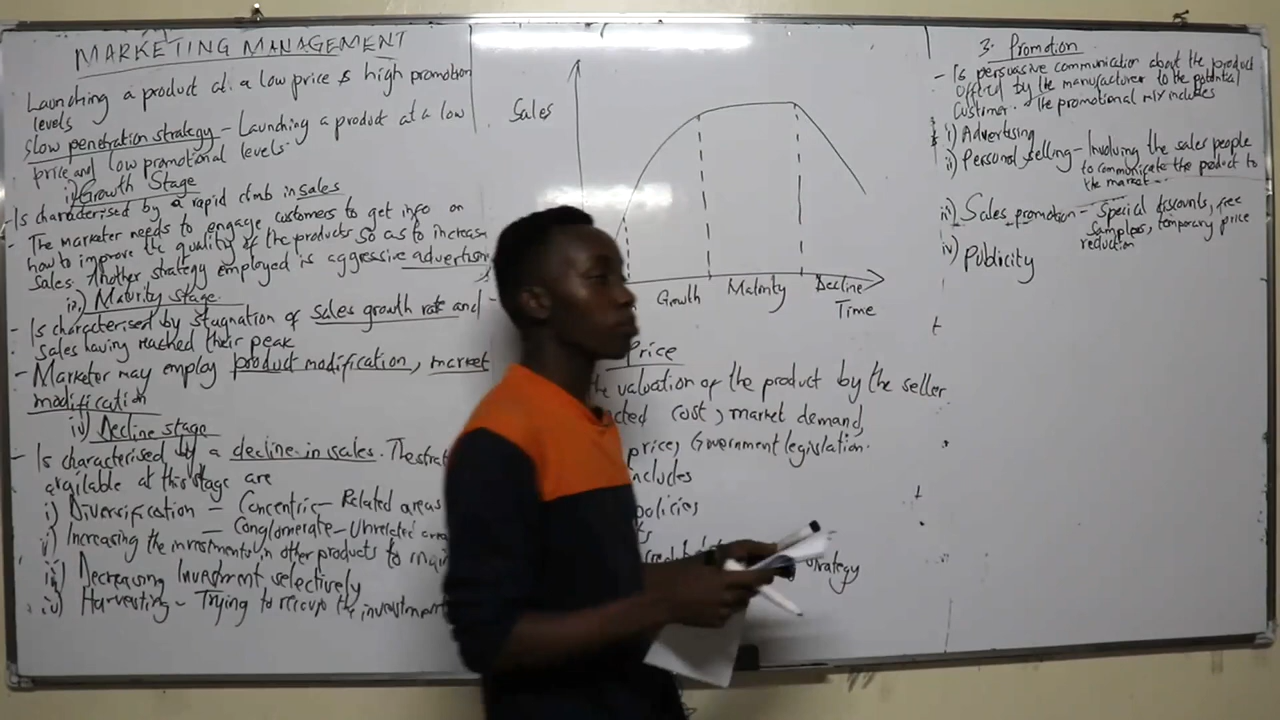 MARKETING MANAGEMENT
Launching a product at a low price & high promotion
levels
Slow penetration strategy - Launching a product at a low
price and low promotional levels.
Growth Stage
- Is characterised by a rapid climb in sales
- The marketer needs to engage customers to get info on
how to improve the quality of the products so as to increase
sales. Another strategy employed is aggressive advertising
iii) Maturity stage
- Is characterised by stagnation of sales growth rate and
sales having reached their peak
- Marketer may employ product modification, market
modification
iv) Decline stage
- Is characterised by a decline in sales. The
available at this stage are
i) Diversification - Concentric - Related areas
- Conglomerate - Unrelated
Increasing the investments in other products to
iii) Decreasing Investment selectively
iv) Harvesting - Trying to recoup the investment
Sales
Growth Maturity Decline
Time
Price
the valuation of the product by the seller
cost, market demand,
price, Government legislation.
includes
policies
strategy
3. Promotion
- Is persuasive communication about the product
offered by the manufacturer to the potential
customer. The promotional mix includes
i) Advertising
ii) Personal selling - Involving the sales people
to communicate the product to
the market -
iii) Sales promotion - special discounts, free
samples, temporary price
reduction
iv) Publicity